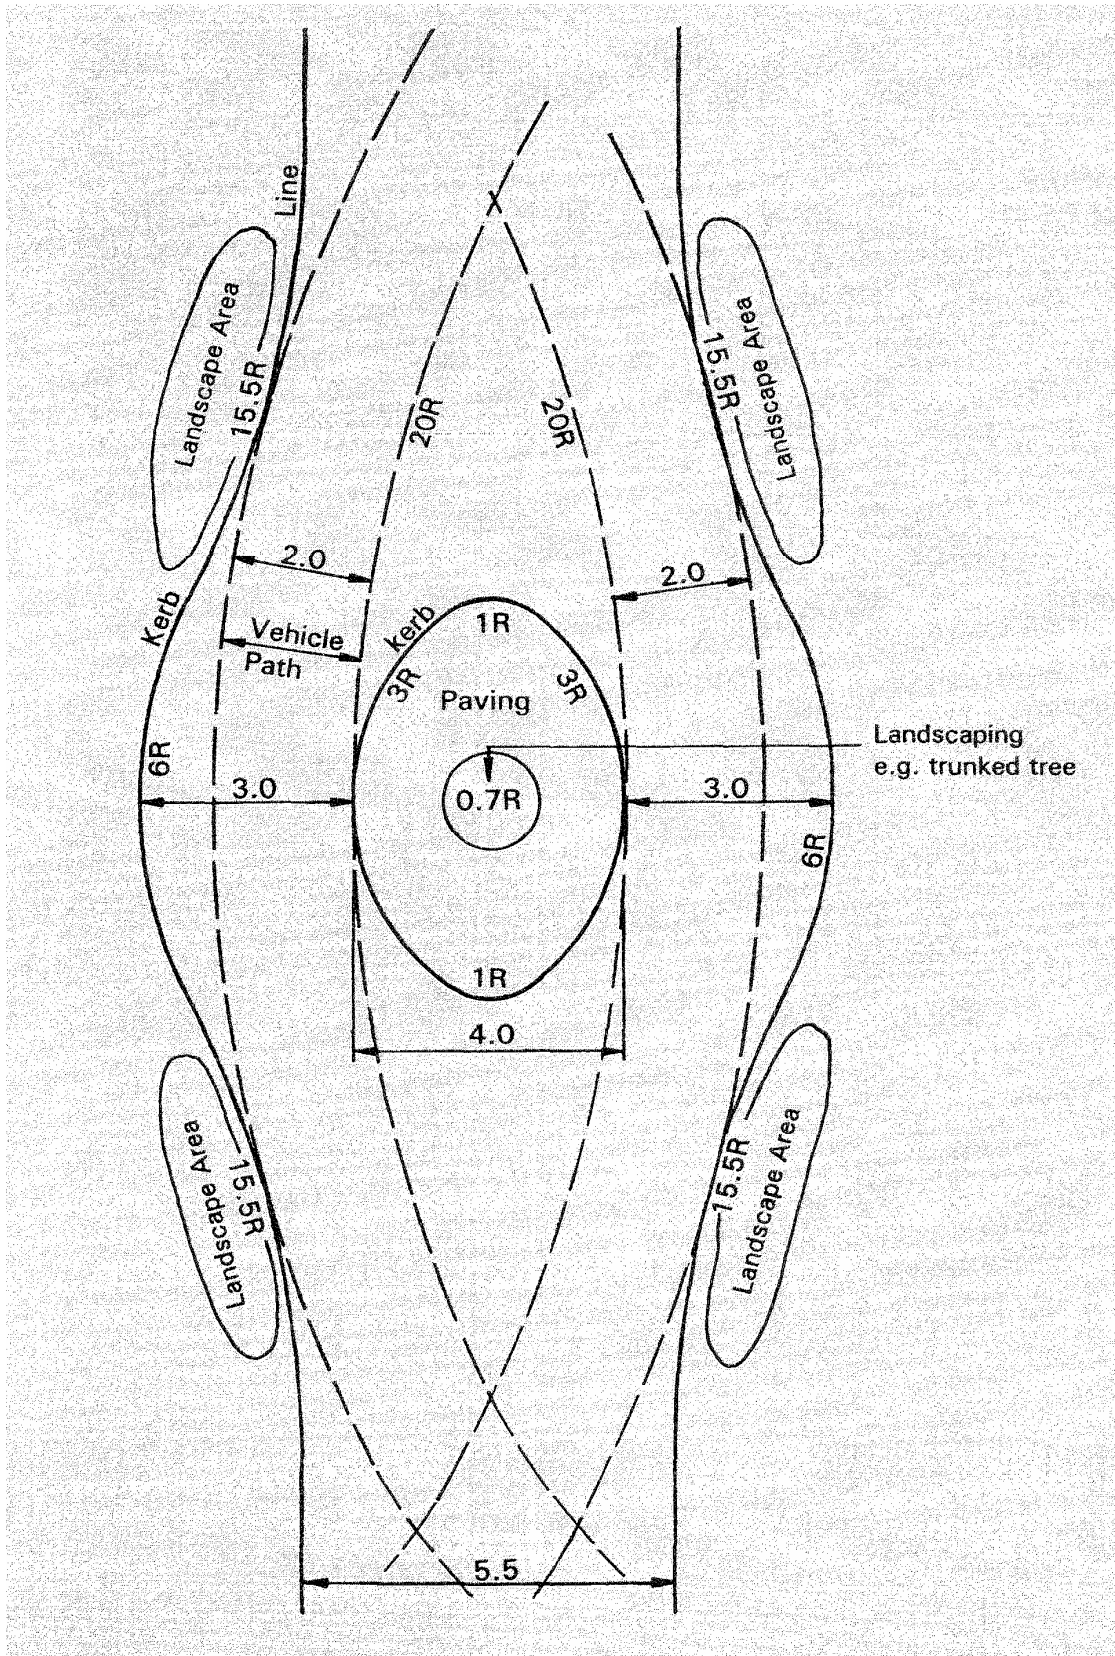 Line
Landscape Area
15.5R
20R
20R
15.5R
Landscape Area
2.0
2.0
Kerb
Vehicle
Path
kerb
1R
3R
3R
Paving
Landscaping
e.g. trunked tree
6R
3.0
0.7R
3.0
6R
1R
4.0
Landscape Area
15.5R
15.5R
Landscape Area
5.5